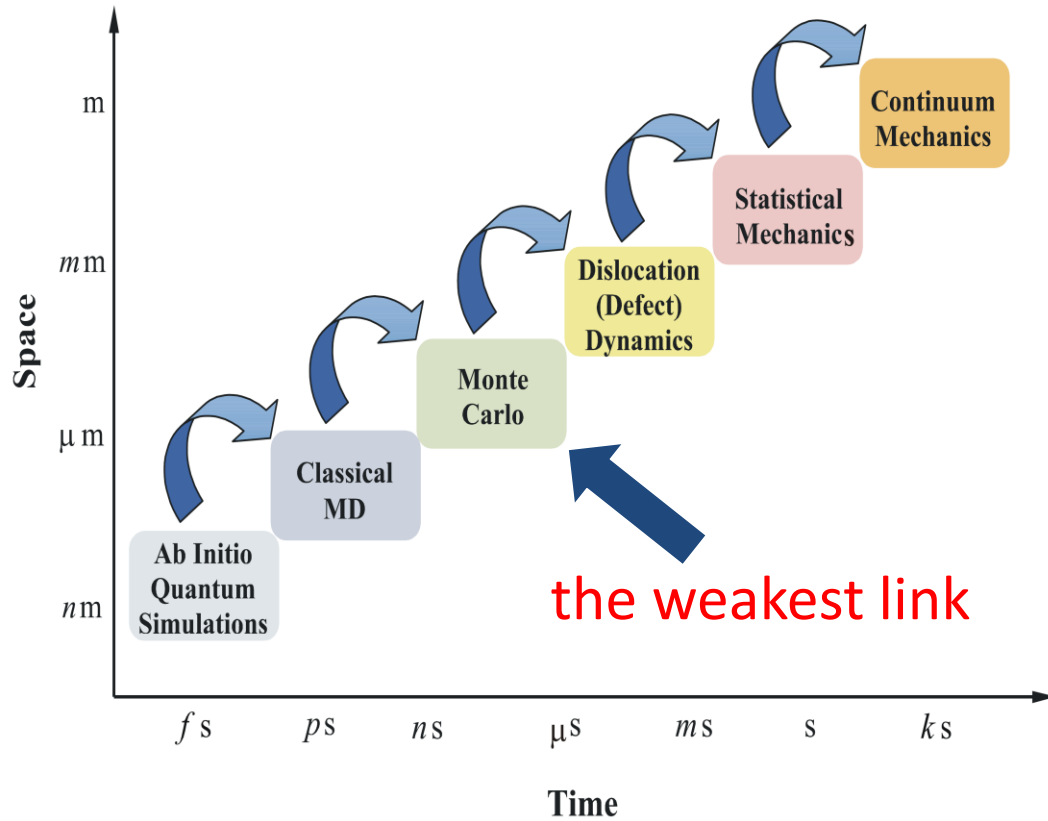 m
Continuum
Mechanics
Statistical
Mechanics
mm
Dislocation
(Defect)
Dynamics
Space
Monte
Carlo
μm
Classical
MD
Ab Initio
Quantum
Simulations
nm
the weakest link
fs
ps
ns
μs
ms
s
ks
Time